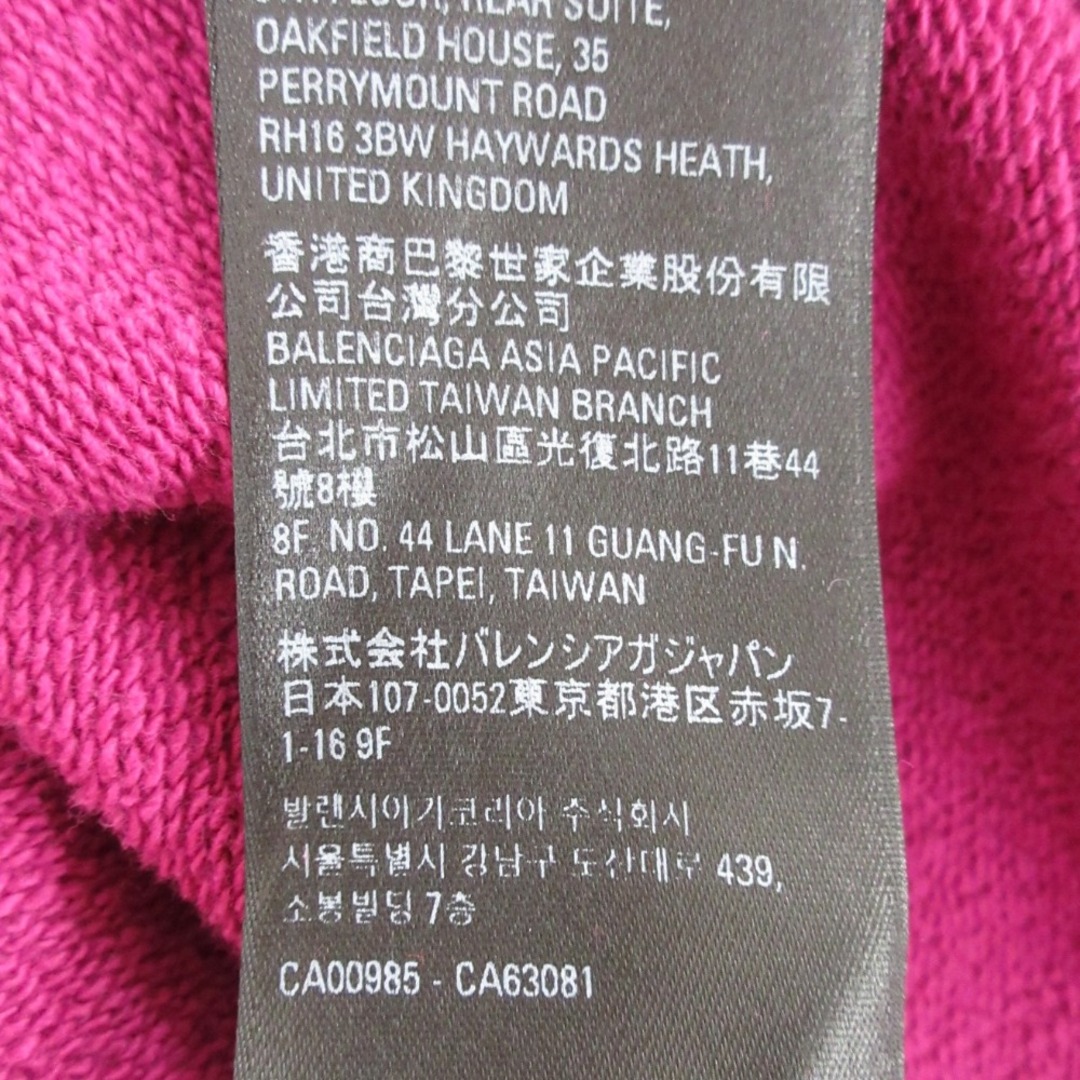 FLOOR, REAR SUITE,
OAKFIELD HOUSE, 35
PERRYMOUNT ROAD
RH16 3BW HAYWARDS HEATH,
UNITED KINGDOM
香港商巴黎世家企業股份有限
公司台灣分公司
BALENCIAGA ASIA PACIFIC
LIMITED TAIWAN BRANCH
台北市松山區光復北路11巷44
號8樓
8F NO. 44 LANE 11 GUANG-FU N.
ROAD, TAPEI, TAIWAN
株式会社バレンシアガジャパン
日本107-0052東京都港区赤坂7-
1-16 9F
발렌시아가코리아 주식회사
서울특별시 강남구 도산대로 439,
소봉빌딩 7층
CA00985 - CA63081